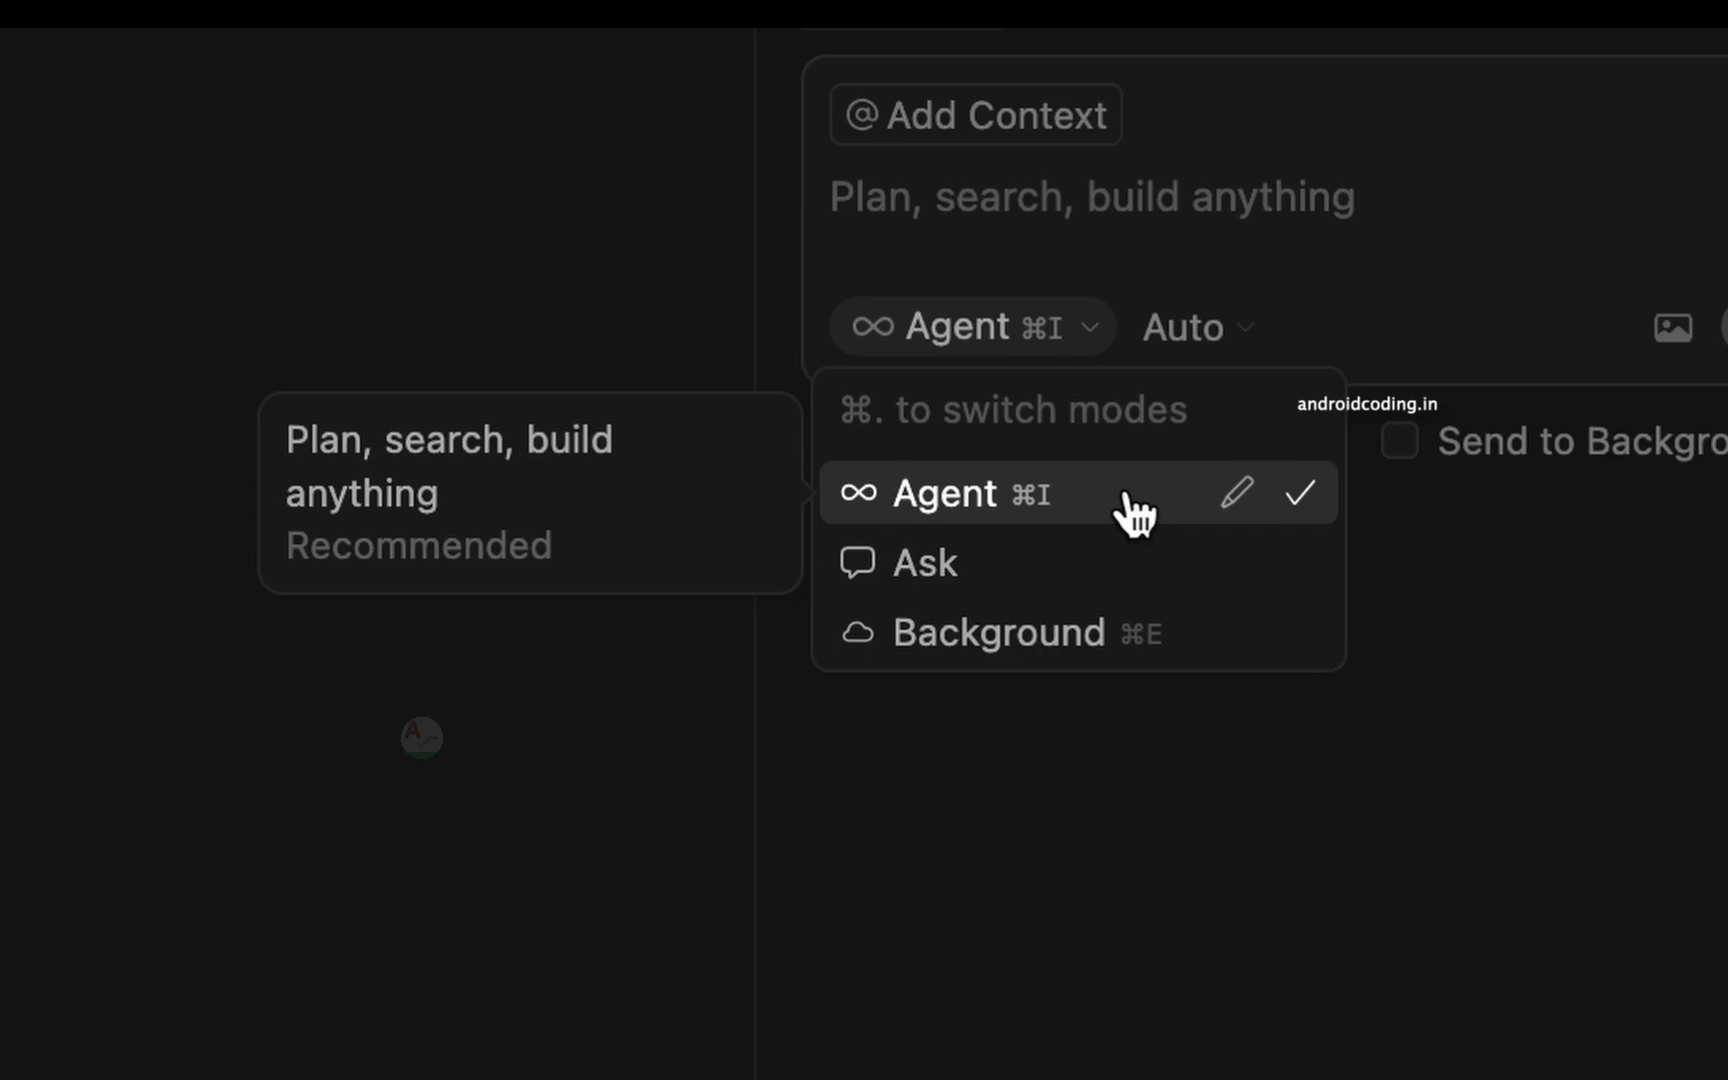 @ Add Context
Plan, search, build anything
Agent ⌘I
Auto
⌘. to switch modes
androidcoding.in
Send to Backgro
Plan, search, build
anything
Recommended
Agent ⌘I
Ask
Background ⌘E
A